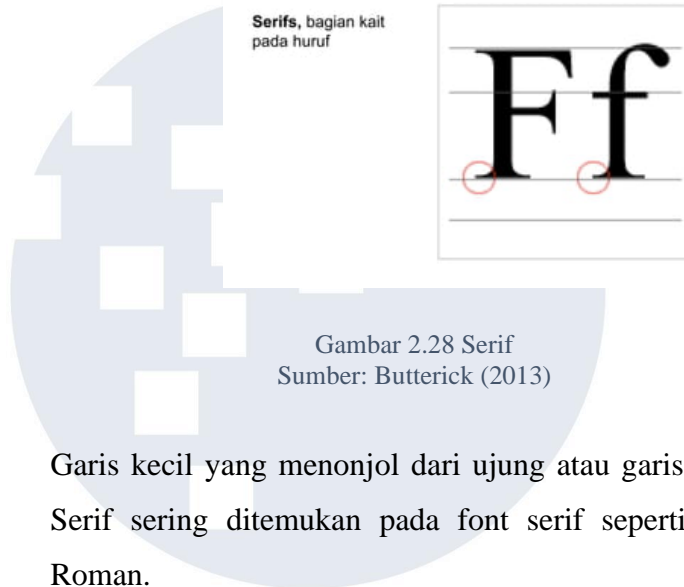 Serifs, bagian kait
pada huruf
Ff
Gambar 2.28 Serif
Sumber: Butterick (2013)
Garis kecil yang menonjol dari ujung atau garis
Serif sering ditemukan pada font serif seperti
Roman.